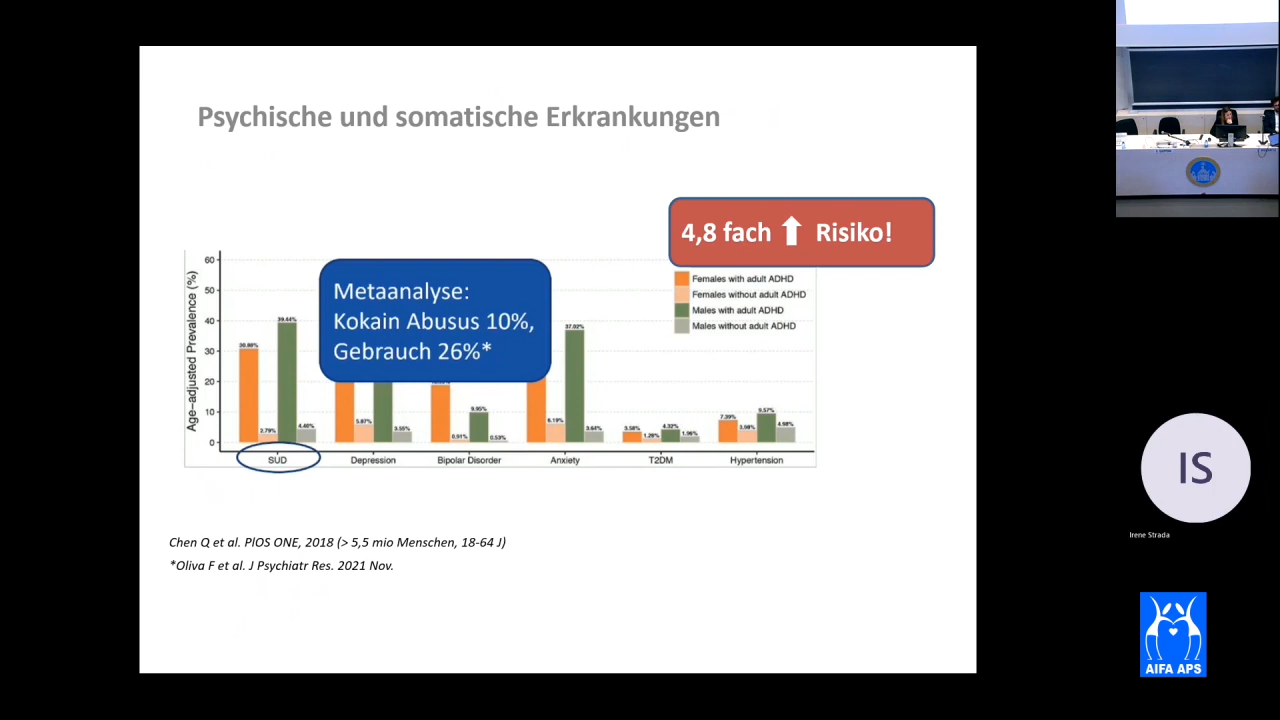 Psychische und somatische Erkrankungen
4,8 fach Risiko!
Metaanalyse:
Kokain Abusus 10%,
Gebrauch 26%*
Females with adult ADHD
Females without adult ADHD
Males with adult ADHD
Males without adult ADHD
Age-adjusted Prevalence (%)
60
50
40
30
20
10
0
30.88%
3.79%
39.44%
4.46%
5.87%
3.55%
0.91%
9.95%
0.53%
6.19%
37.02%
3.64%
3.58%
1.20%
4.32%
1.96%
7.39%
3.98%
9.57%
4.98%
SUD
Depression
Bipolar Disorder
Anxiety
T2DM
Hypertension
Chen Q et al. PlOS ONE, 2018 (> 5,5 mio Menschen, 18-64 J)
*Oliva F et al. J Psychiatr Res. 2021 Nov.
IS
Irene Strada
AIFA APS